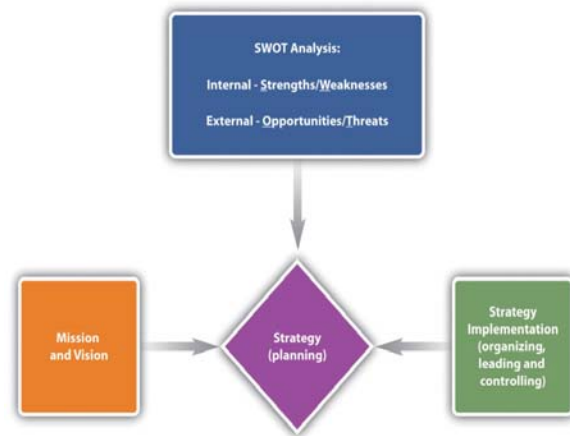 SWOT Analysis:
Internal - Strengths/Weaknesses
External - Opportunities/Threats
Mission
and Vision
Strategy
(planning)
Strategy
Implementation
(organizing,
leading and
controlling)